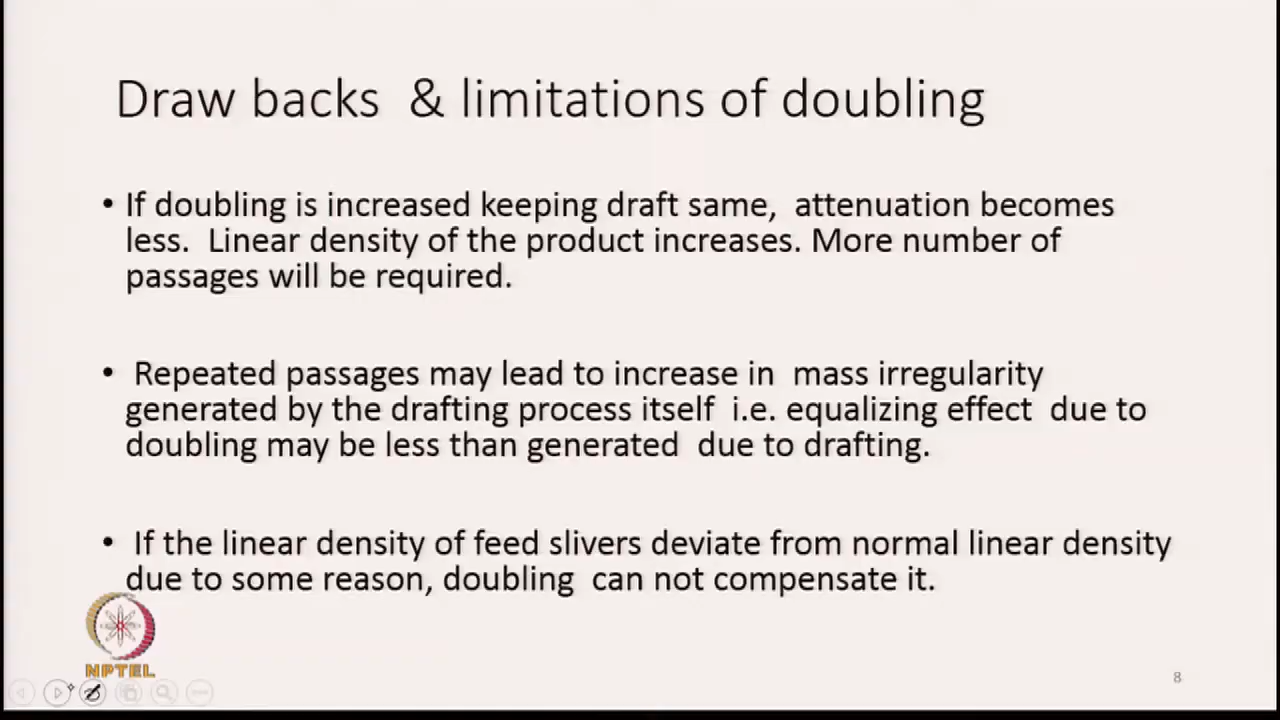 Draw backs & limitations of doubling
• If doubling is increased keeping draft same, attenuation becomes
less. Linear density of the product increases. More number of
passages will be required.
• Repeated passages may lead to increase in mass irregularity
generated by the drafting process itself i.e. equalizing effect due to
doubling may be less than generated due to drafting.
• If the linear density of feed slivers deviate from normal linear density
due to some reason, doubling can not compensate it.
NPTEL
8